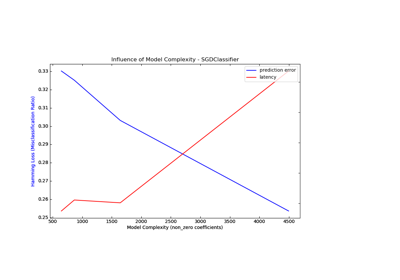 Influence of Model Complexity - SGDClassifier
prediction error
latency
Hamming Loss (Misclassification Ratio)
0.33
0.32
0.31
0.30
0.29
0.28
0.27
0.26
0.25
500 1000 1500 2000 2500 3000 3500 4000 4500
Model Complexity (non_zero coefficients)